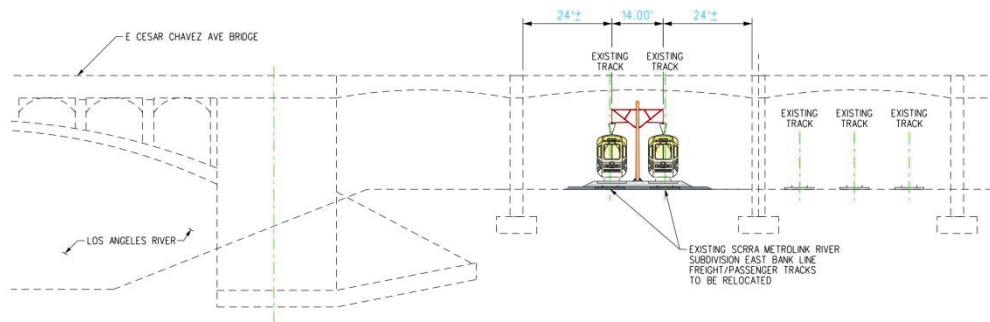 24'± 14.00' 24'±
E CESAR CHAVEZ AVE BRIDGE
EXISTING
TRACK
EXISTING
TRACK
EXISTING
TRACK
EXISTING
TRACK
EXISTING
TRACK
LOS ANGELES RIVER
EXISTING SCRRA METROLINK RIVER
SUBDIVISION EAST BANK LINE
FREIGHT/PASSENGER TRACKS
TO BE RELOCATED